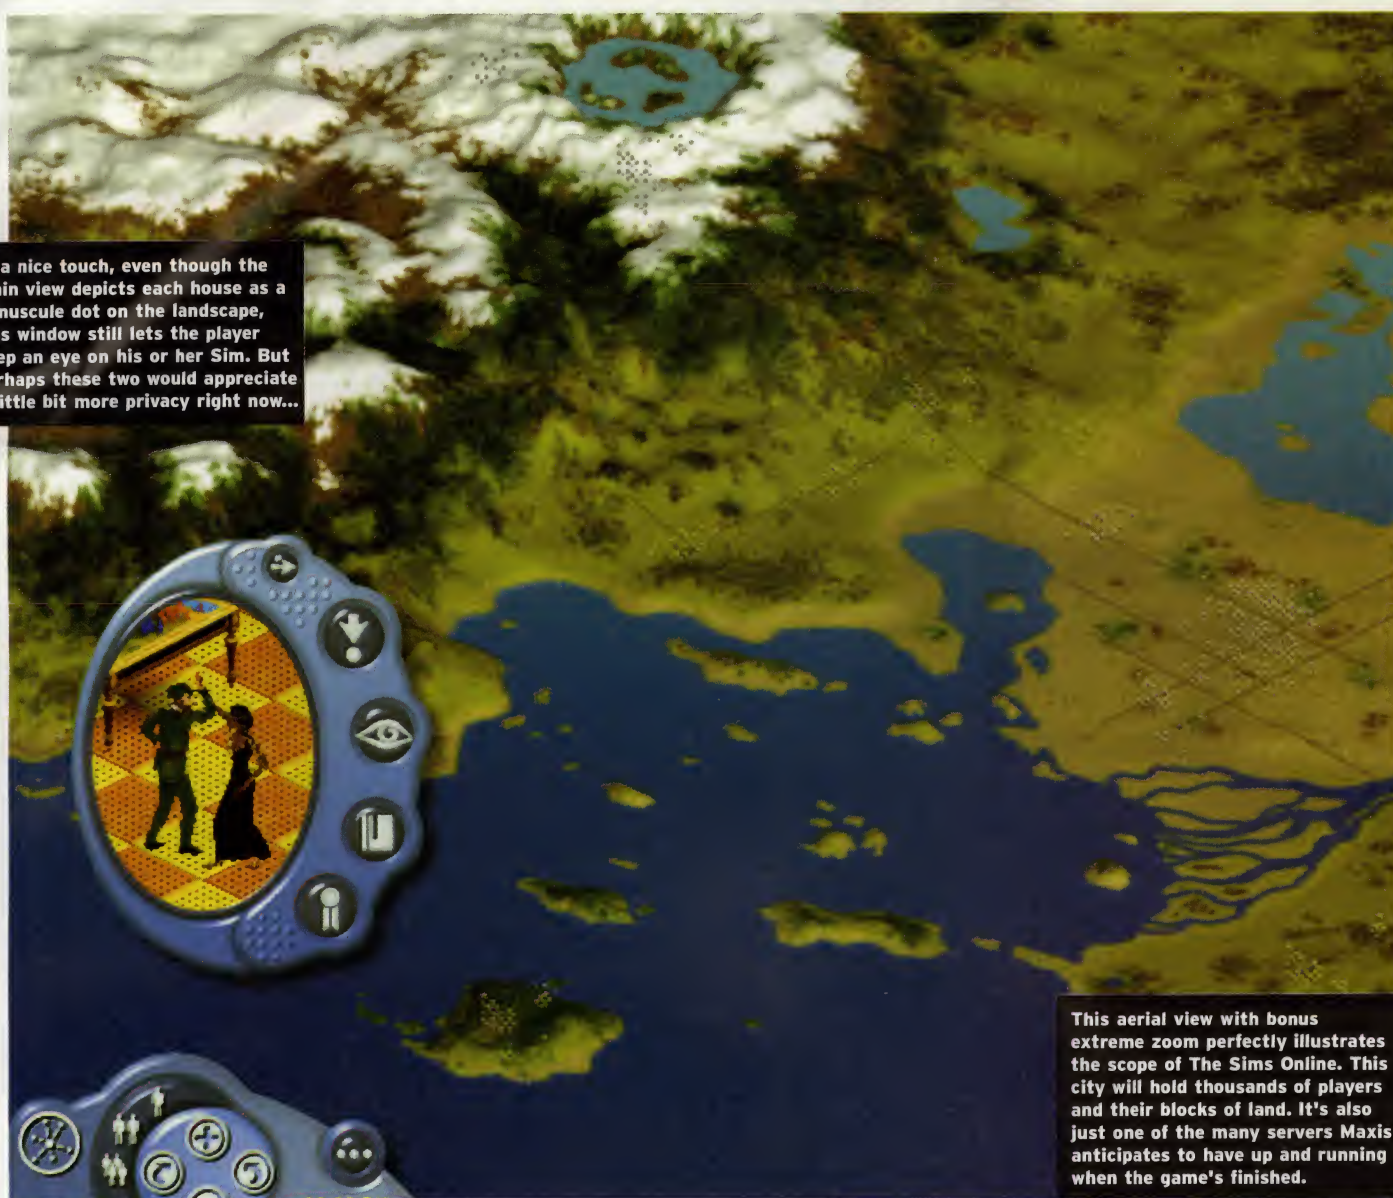 a nice touch, even though the
in view depicts each house as a
nuscule dot on the landscape,
s window still lets the player
ep an eye on his or her Sim. But
rhaps these two would appreciate
ittle bit more privacy right now...
This aerial view with bonus
extreme zoom perfectly illustrates
the scope of The Sims Online. This
city will hold thousands of players
and their blocks of land. It's also
just one of the many servers Maxis
anticipates to have up and running
when the game's finished.